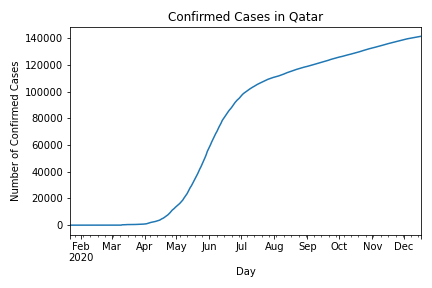 Confirmed Cases in Qatar
Number of Confirmed Cases
140000
120000
100000
80000
60000
40000
20000
0
Feb Mar Apr May Jun Jul Aug Sep Oct Nov Dec
2020
Day